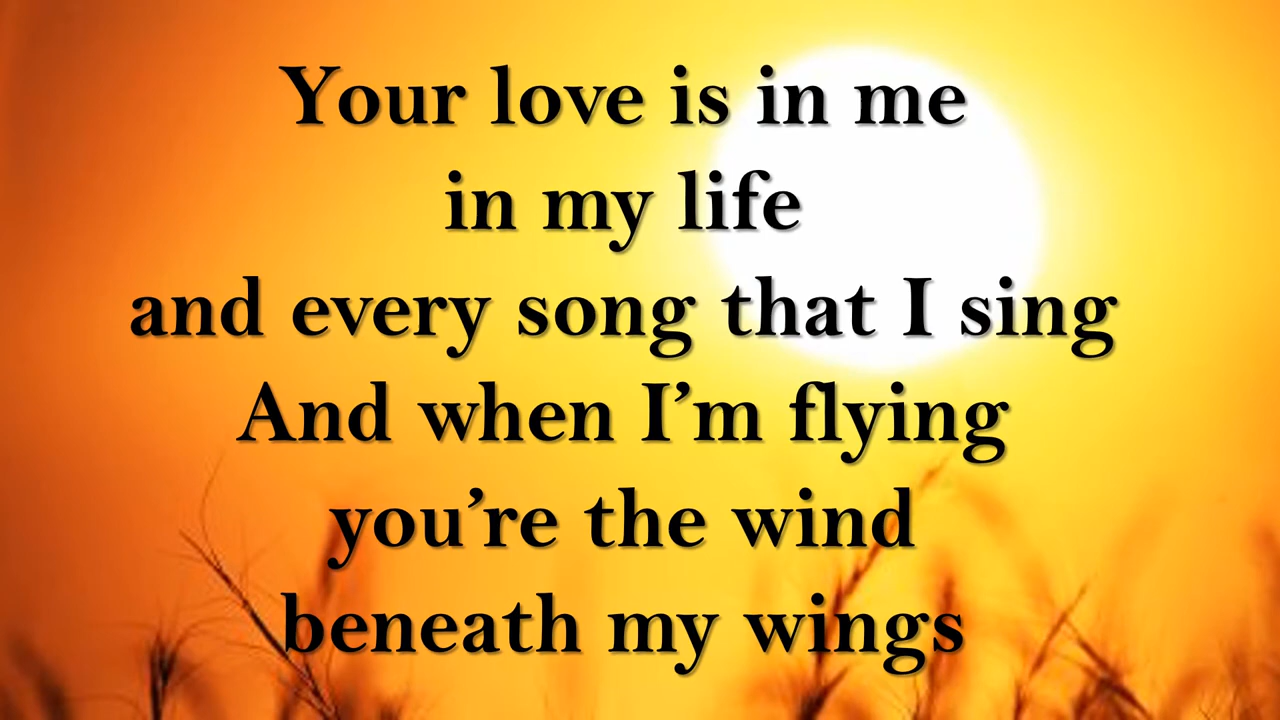 Your love is in me
in my life
and every song that I sing
And when I’m flying
you’re the wind
beneath my wings